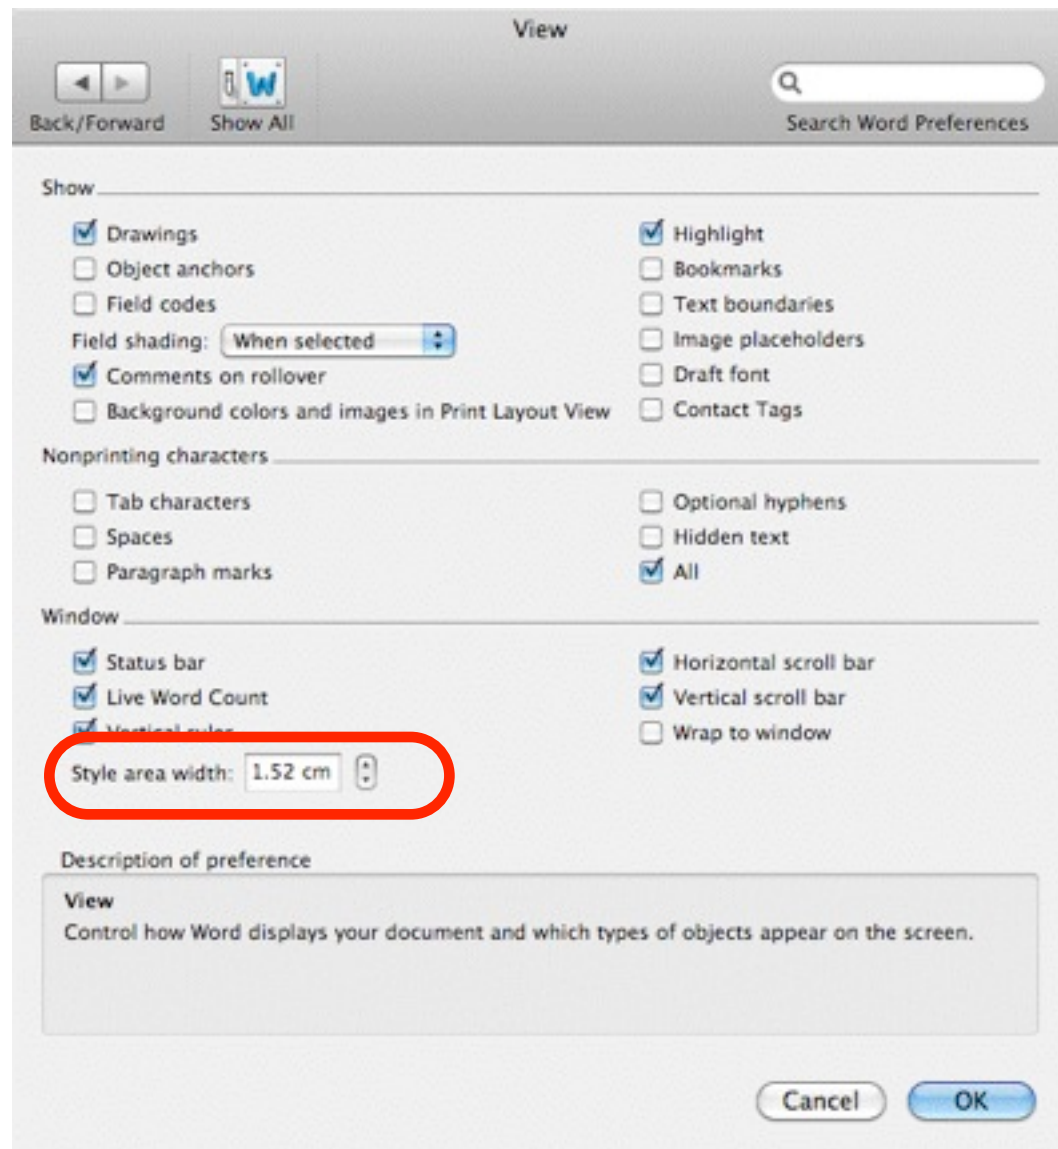 View
Back/Forward Show All Search Word Preferences
Show
Drawings Highlight
Object anchors Bookmarks
Field codes Text boundaries
Field shading: When selected Image placeholders
Comments on rollover Draft font
Background colors and images in Print Layout View Contact Tags
Nonprinting characters
Tab characters Optional hyphens
Spaces Hidden text
Paragraph marks All
Window
Status bar Horizontal scroll bar
Live Word Count Vertical scroll bar
Vertical ruler Wrap to window
Style area width: 1.52 cm
Description of preference
View
Control how Word displays your document and which types of objects appear on the screen.
Cancel OK